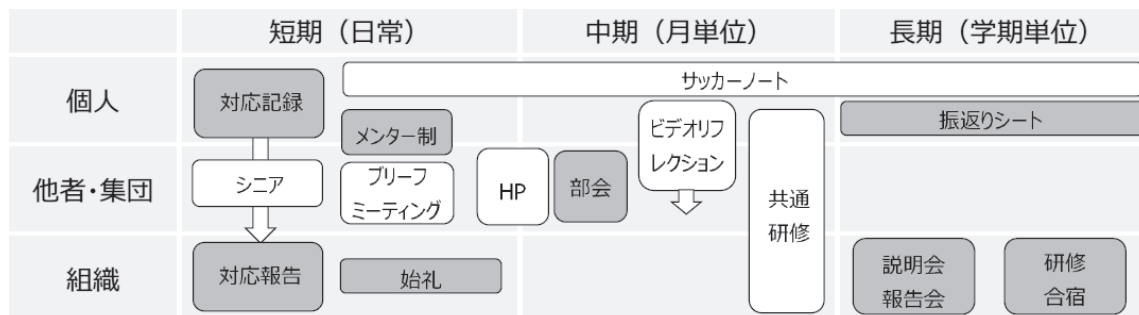 短期（日常）
中期（月単位）
長期（学期単位）
個人
対応記録
サッカーノート
メンター制
ビデオリフ
レクション
振返りシート
他者・集団
シニア
ブリーフ
ミーティング
HP
部会
共通
研修
組織
対応報告
始礼
説明会
報告会
研修
合宿